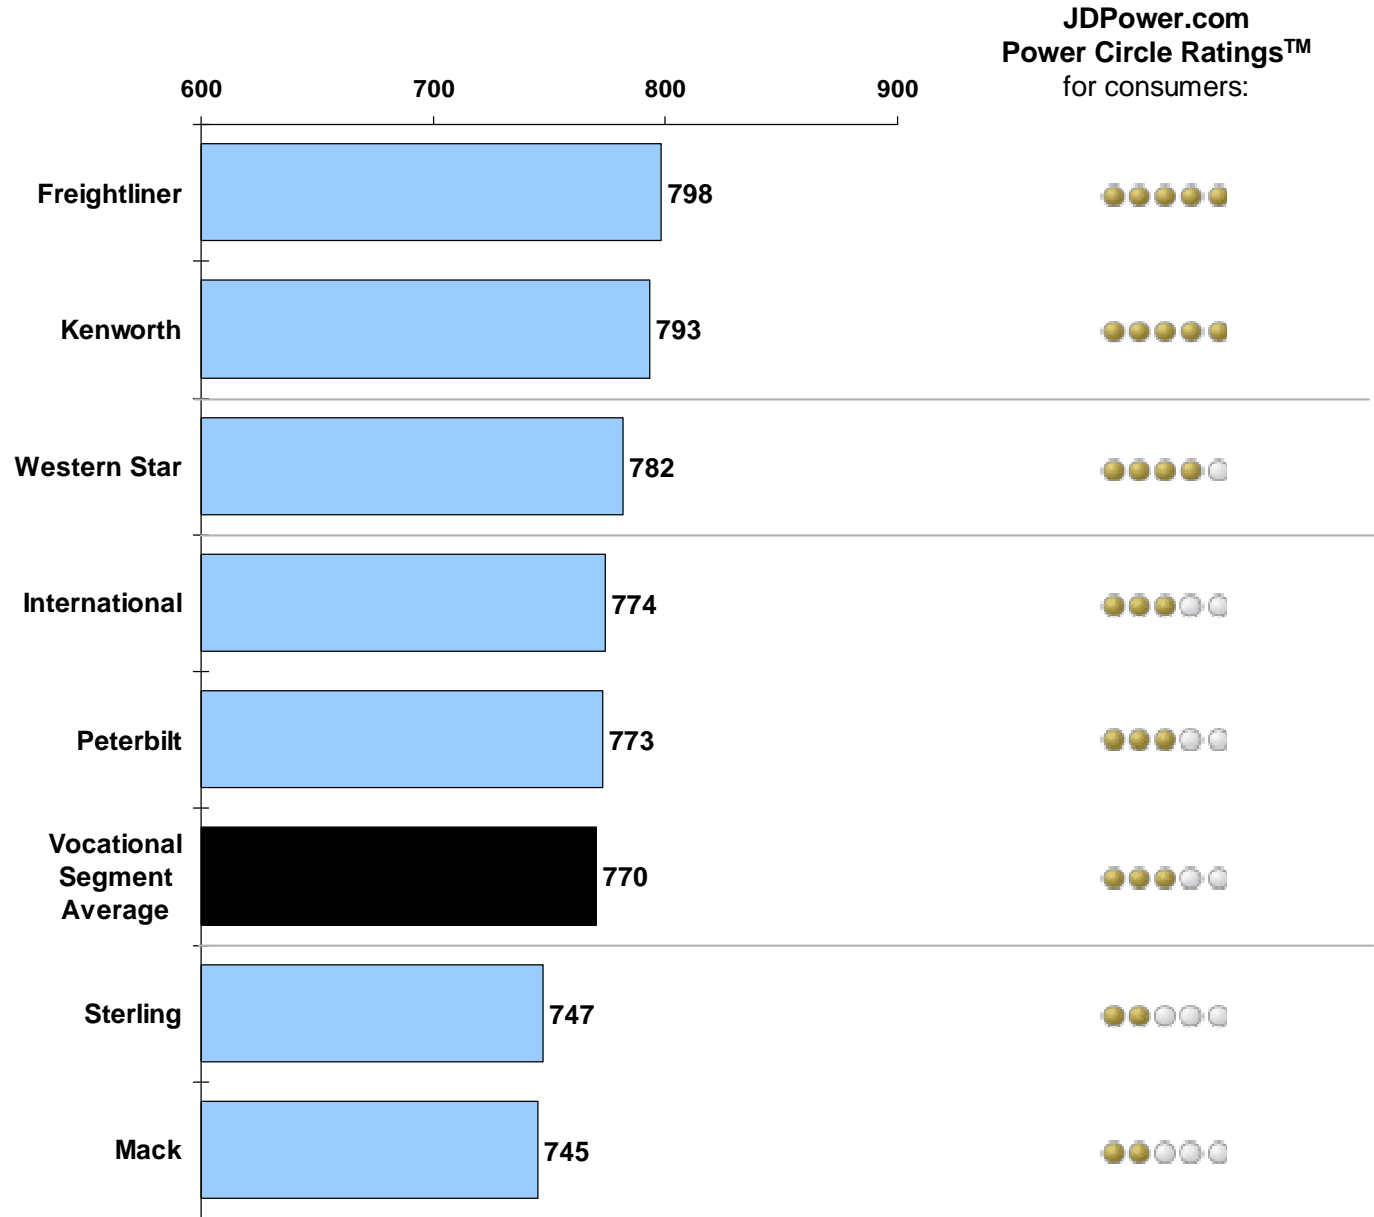 JDPower.com
Power Circle Ratings™
for consumers:
600 700 800 900
Freightliner 798
Kenworth 793
Western Star 782
International 774
Peterbilt 773
Vocational
Segment 770
Average
Sterling 747
Mack 745